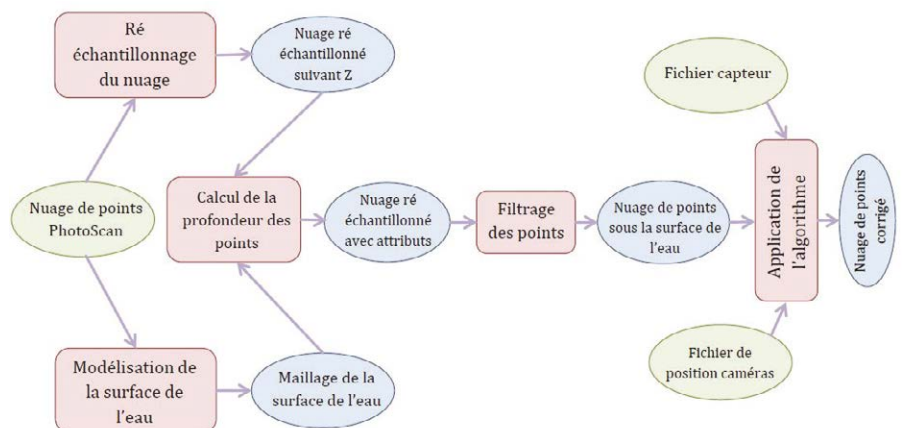 Ré
échantillonnage
du nuage
Nuage ré
échantillonné
suivant Z
Fichier capteur
Nuage de points
PhotoScan
Calcul de la
profondeur des
points
Nuage ré
échantillonné
avec attributs
Filtrage
des points
Nuage de points
sous la surface de
l'eau
Application de
l'algorithme
Nuage de points
corrigé
Modélisation de
la surface de
l'eau
Maillage de la
surface de l'eau
Fichier de
position caméras